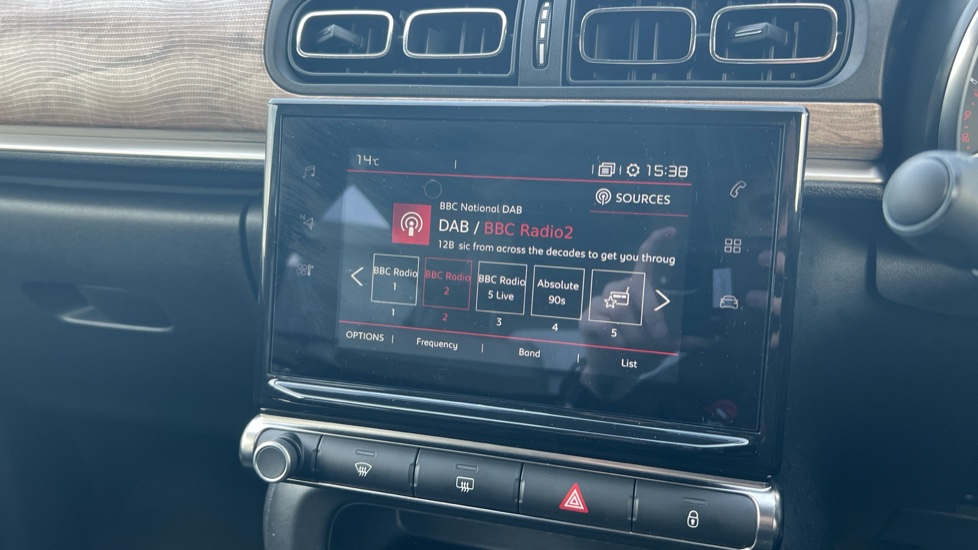 14°C 15:38
SOURCES
BBC National DAB
DAB / BBC Radio2
12B sic from across the decades to get you throug
BBC Radio 1
BBC Radio 2
BBC Radio 5 Live
Absolute 90s
1 2 3 4 5
OPTIONS Frequency Band List